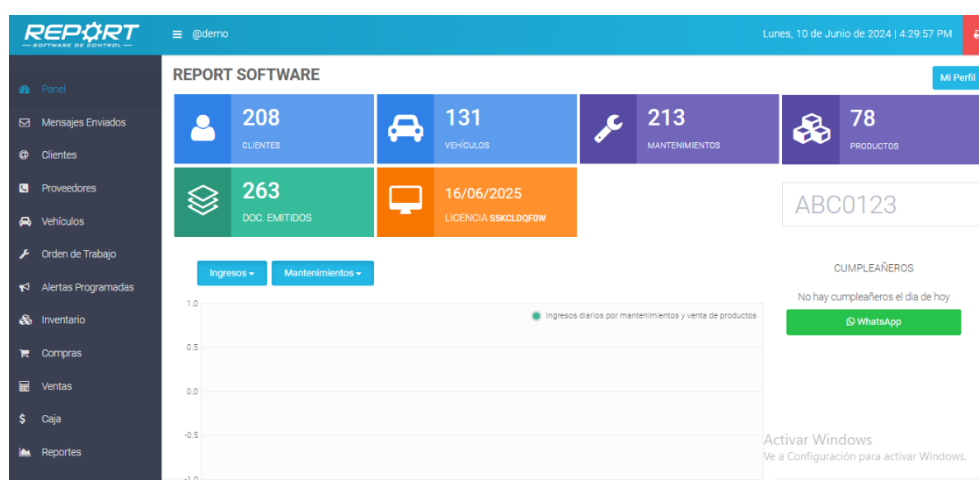 REPORT
SOFTWARE DE CONTROL
@demo
Lunes, 10 de Junio de 2024 | 4:29:57 PM
Panel
Mensajes Enviados
Clientes
Proveedores
Vehículos
Orden de Trabajo
Alertas Programadas
Inventario
Compras
Ventas
Caja
Reportes
REPORT SOFTWARE
Mi Perfil
208
CLIENTES
131
VEHÍCULOS
213
MANTENIMIENTOS
78
PRODUCTOS
263
DOC. EMITIDOS
16/06/2025
LICENCIA S5KCLDQF0W
ABC0123
Ingresos
Mantenimientos
CUMPLEAÑEROS
No hay cumpleañeros el dia de hoy
WhatsApp
Ingresos diarios por mantenimientos y venta de productos
1.0
0.5
0.0
-0.5
-1.0
Activar Windows
Ve a Configuración para activar Windows.